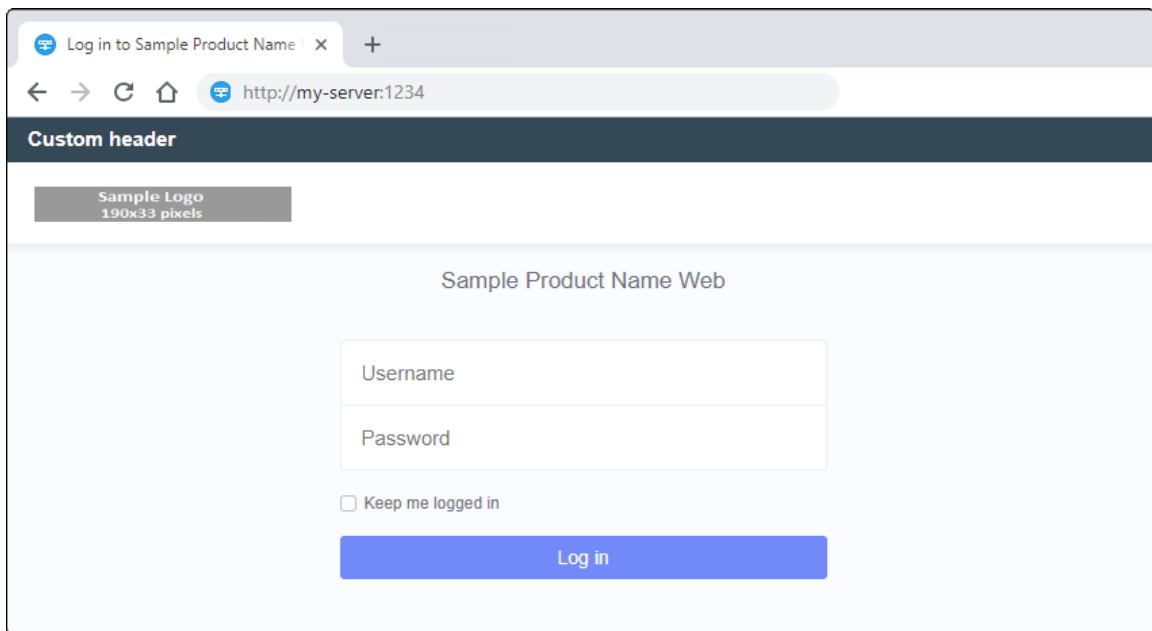 Log in to Sample Product Name
http://my-server:1234
Custom header
Sample Logo
190x33 pixels
Sample Product Name Web
Username
Password
Keep me logged in
Log in